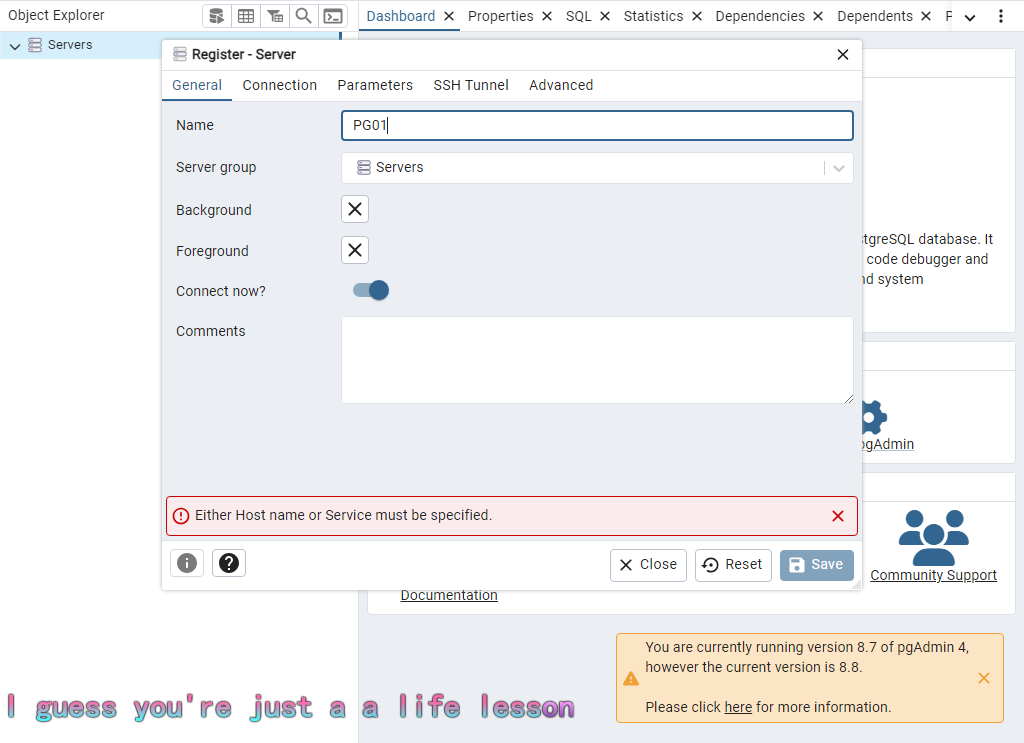 Object Explorer
Dashboard
Properties
SQL
Statistics
Dependencies
Dependents
Servers
Register - Server
General
Connection
Parameters
SSH Tunnel
Advanced
Name
PG01
Server group
Servers
Background
Foreground
Connect now?
Comments
stgreSQL database. It
code debugger and
nd system
pgAdmin
Either Host name or Service must be specified.
Close
Reset
Save
Community Support
Documentation
You are currently running version 8.7 of pgAdmin 4,
however the current version is 8.8.
Please click here for more information.
I guess you're just a a life lesson